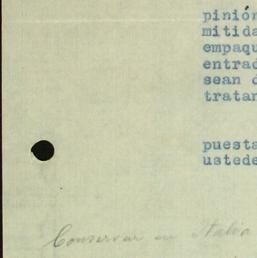 pinión
mitida
empaqu
entrad
sean d
tratan
puesta
ustede
Conservar en Italia